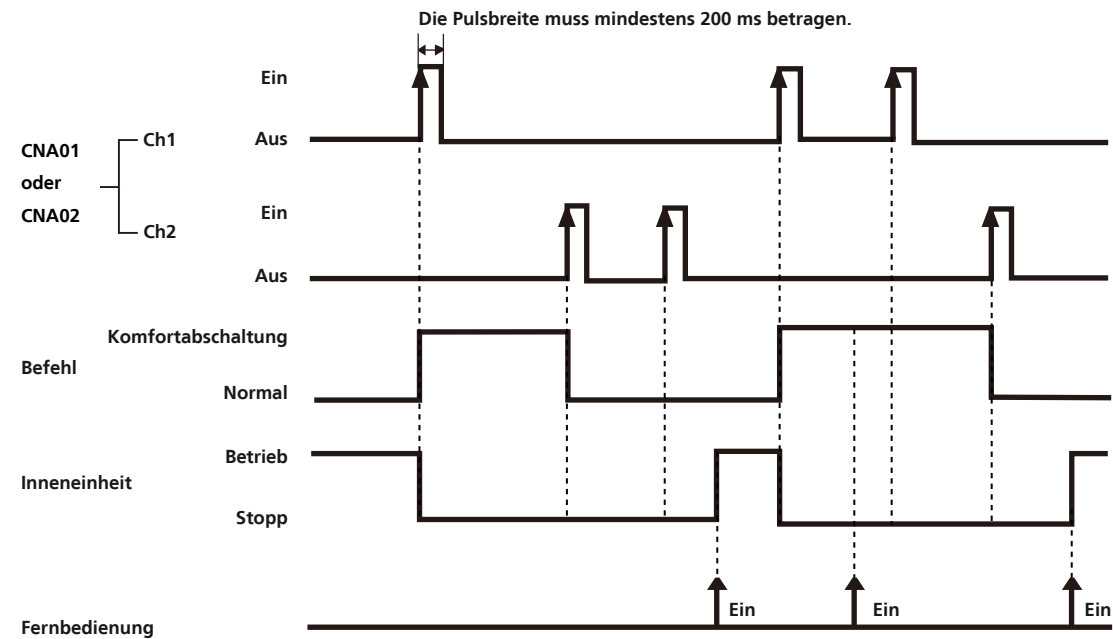 Die Pulsbreite muss mindestens 200 ms betragen.
Ein
Ch1
Aus
CNA01
oder
CNA02
Ein
Ch2
Aus
Komfortabschaltung
Befehl
Normal
Betrieb
Inneneinheit
Stopp
Ein
Ein
Ein
Fernbedienung